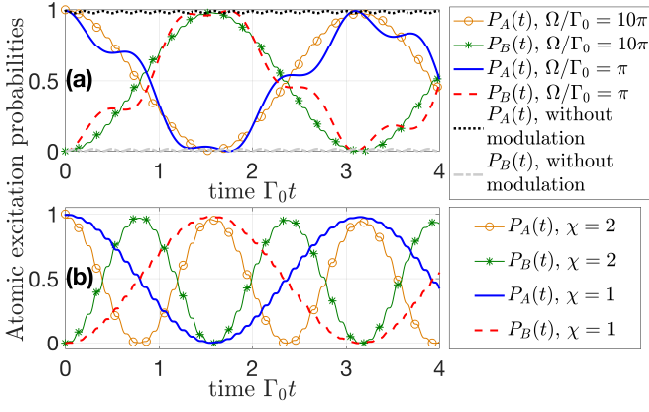 Atomic excitation probabilities
1
0.5
0
(a)
0
1
2
3
4
time Γ₀t
P_A(t), Ω/Γ₀ = 10π
P_B(t), Ω/Γ₀ = 10π
P_A(t), Ω/Γ₀ = π
P_B(t), Ω/Γ₀ = π
P_A(t), without
modulation
P_B(t), without
modulation
1
0.5
0
(b)
0
1
2
3
4
time Γ₀t
P_A(t), χ = 2
P_B(t), χ = 2
P_A(t), χ = 1
P_B(t), χ = 1